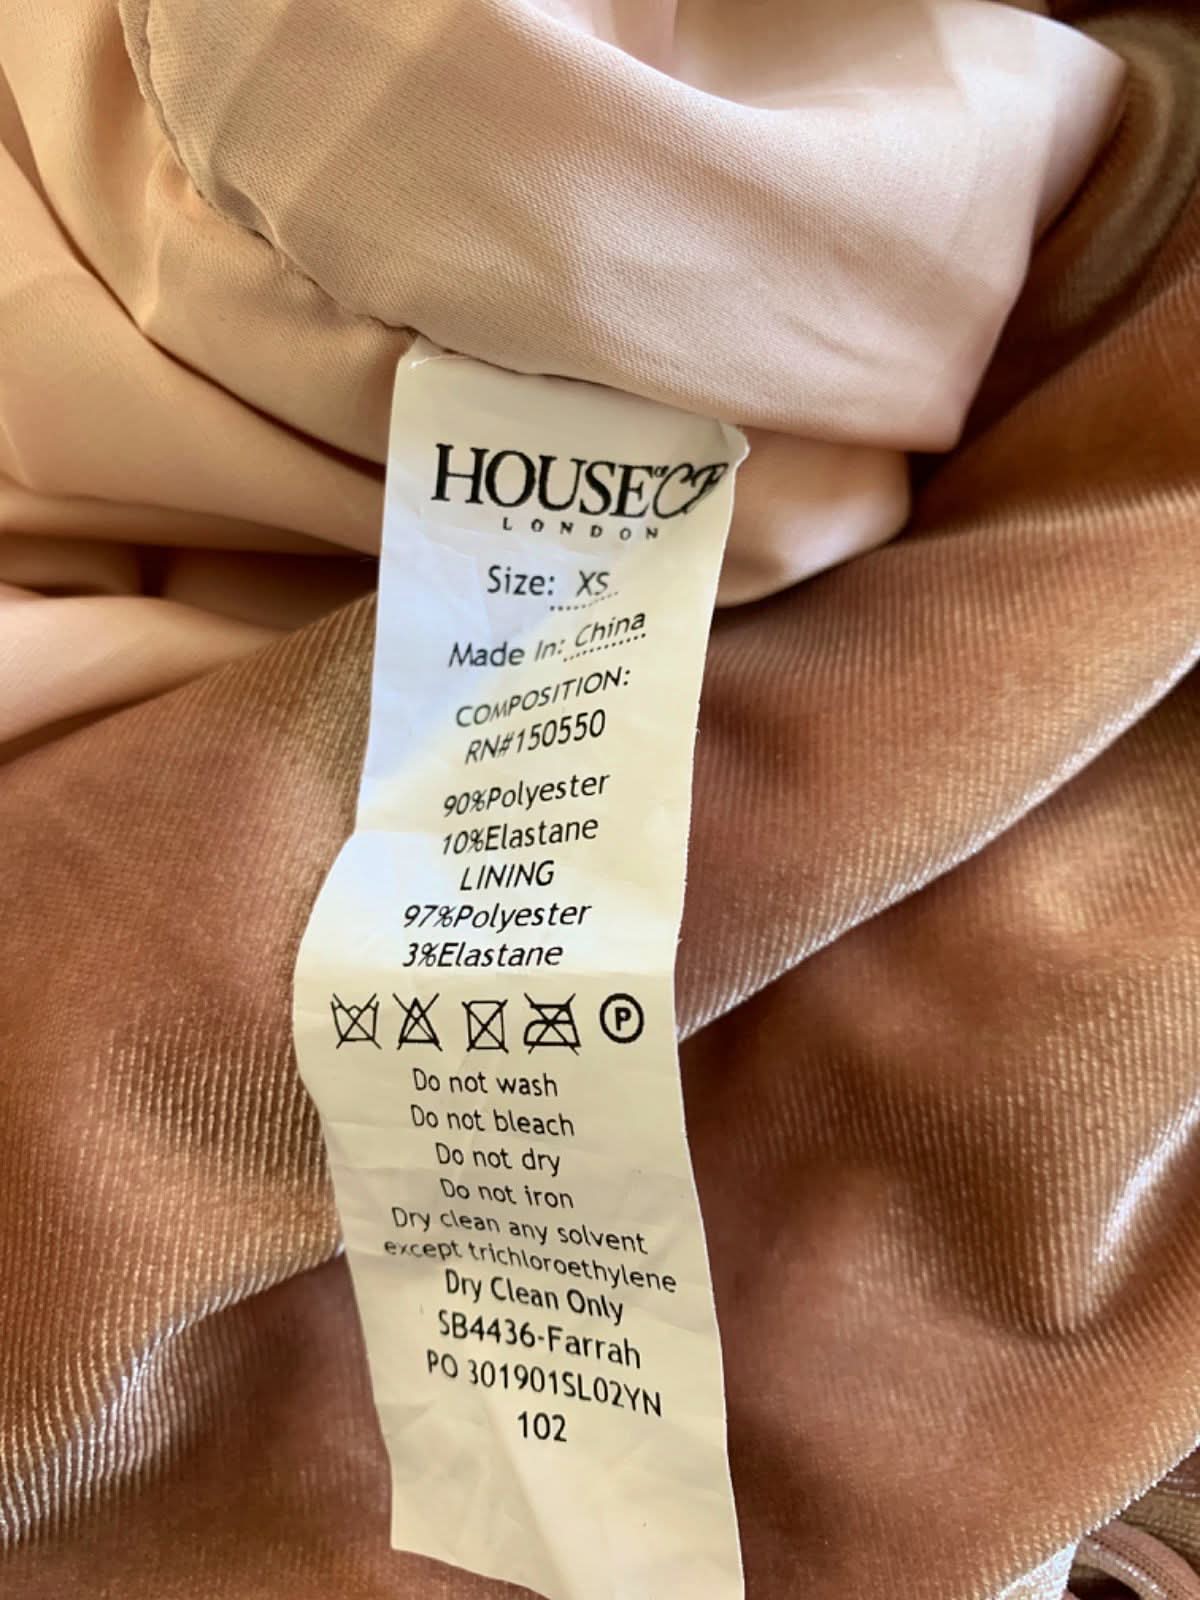 HOUSE OF CB
LONDON
Size: XS
Made In: China
COMPOSITION:
RN#150550
90%Polyester
10%Elastane
LINING
97%Polyester
3%Elastane
P
Do not wash
Do not bleach
Do not dry
Do not iron
Dry clean any solvent
except trichloroethylene
Dry Clean Only
SB4436-Farrah
PO 301901SL02YN
102